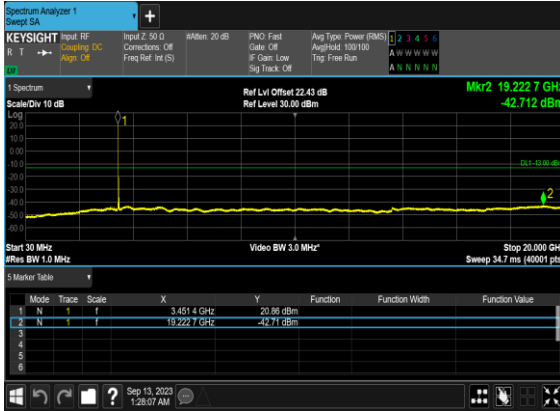 Spectrum Analyzer 1
Swept SA
+
KEYSIGHT Input: RF Input Z: 50 Ω #Atten: 20 dB PNO: Fast Avg Type: Power (RMS) 1 2 3 4 5 6
R T Coupling: DC Corrections: Off Gate: Off Avg|Hold: 100/100 A W W W W W
Align: Off Freq Ref: Int (S) IF Gain: Low Trig: Free Run
Sig Track: Off A N N N N N
1 Spectrum Ref Lvl Offset 22.43 dB Mkr2 19.222 7 GHz
Scale/Div 10 dB Ref Level 30.00 dBm -42.712 dBm
Log
1
20.0
10.0
0.00
-10.0 DL1 -13.00 dBm
-20.0
-30.0
-40.0 2
-50.0
-60.0
Start 30 MHz Video BW 3.0 MHz* Stop 20.000 GH
#Res BW 1.0 MHz Sweep 34.7 ms (40001 pts
5 Marker Table
Mode Trace Scale X Y Function Function Width Function Value
1 N 1 f 3.451 4 GHz 20.86 dBm
2 N 1 f 19.222 7 GHz -42.71 dBm
3
4
5
6
? Sep 13, 2023
1:28:07 AM